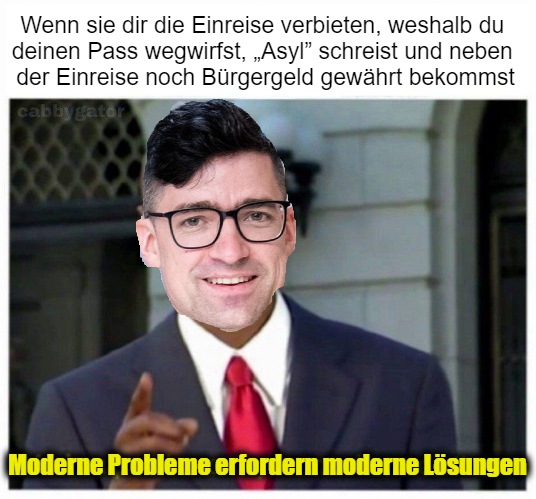 Wenn sie dir die Einreise verbieten, weshalb du
deinen Pass wegwirfst, „Asyl” schreist und neben
der Einreise noch Bürgergeld gewährt bekommst
cabbygator
Moderne Probleme erfordern moderne Lösungen